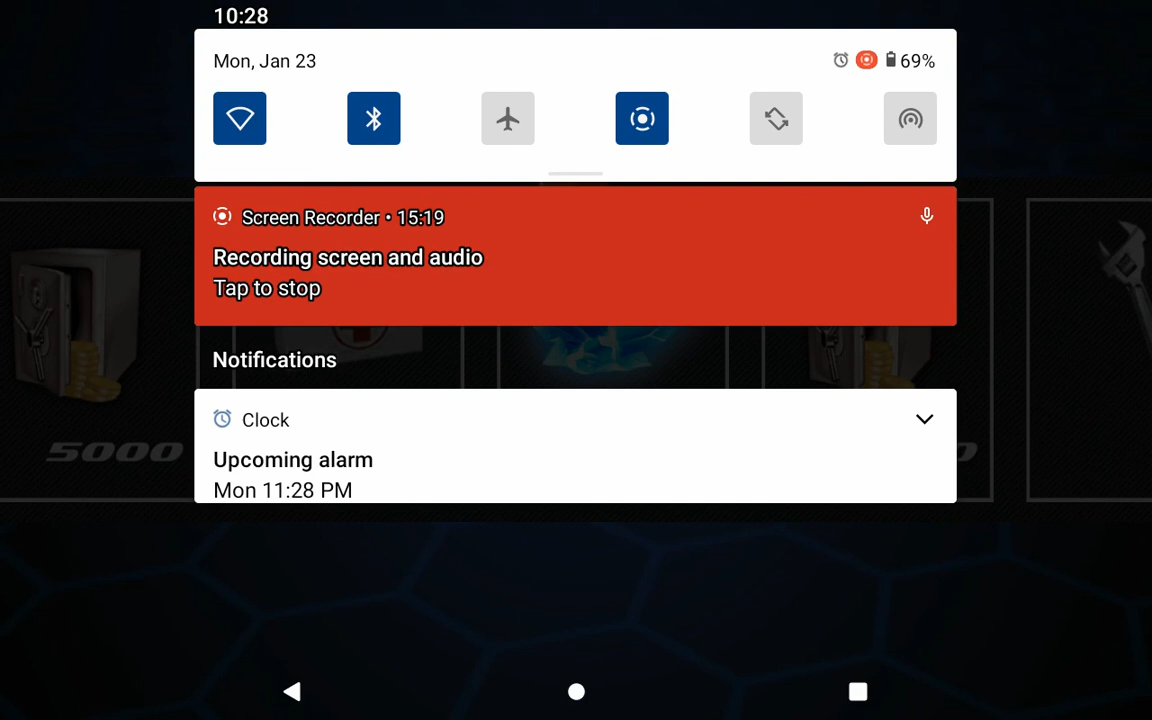 10:28
Mon, Jan 23
69%
Screen Recorder • 15:19
Recording screen and audio
Tap to stop
Notifications
Clock
Upcoming alarm
Mon 11:28 PM
5000